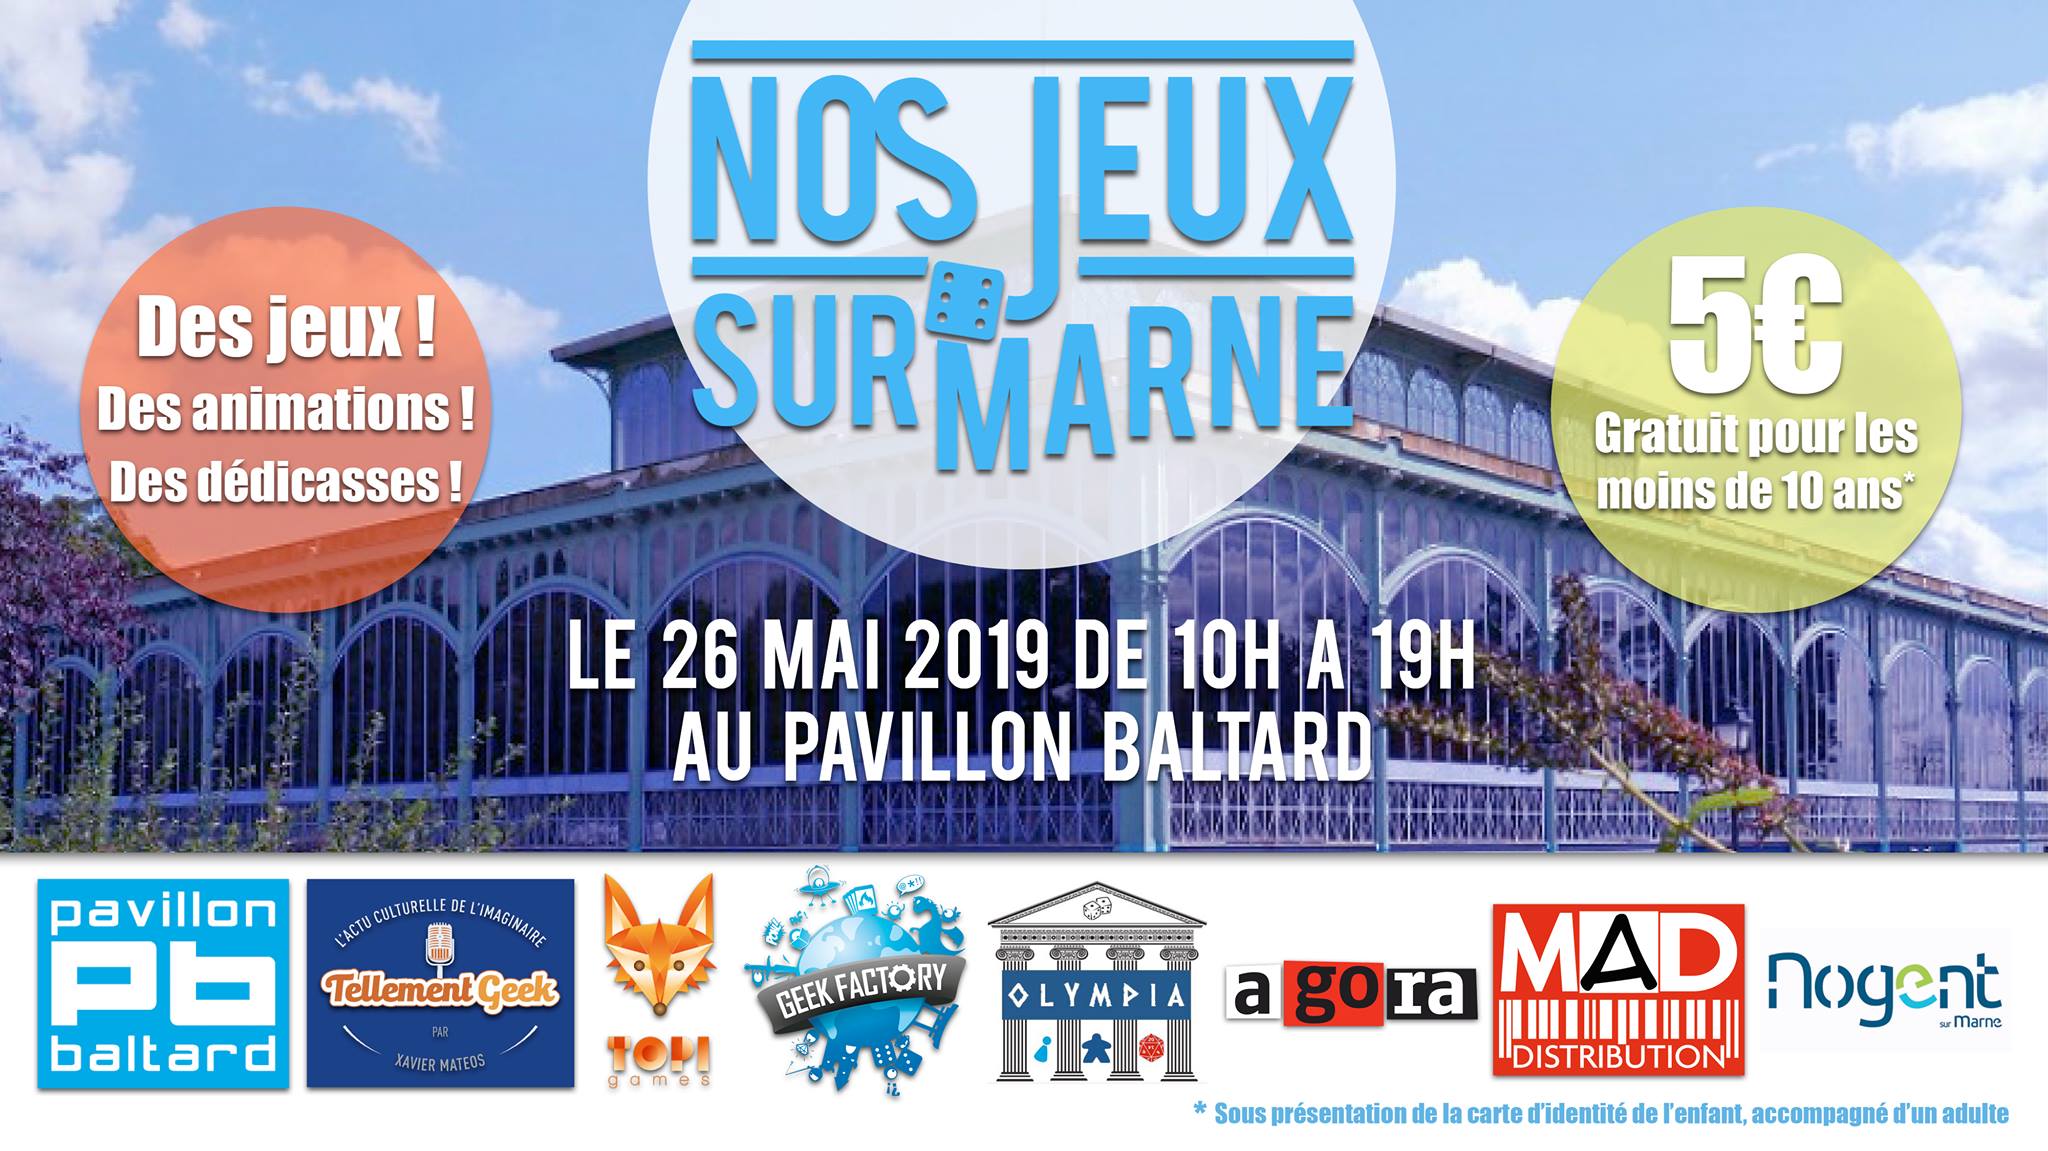 NOS JEUX
SUR MARNE
Des jeux !
Des animations !
Des dédicasses !
5€
Gratuit pour les
moins de 10 ans*
LE 26 MAI 2019 DE 10H A 19H
AU PAVILLON BALTARD
pavillon
pb
baltard
L'ACTU CULTURELLE DE L'IMAGINAIRE
Tellement Geek
PAR
XAVIER MATEOS
TOPI
games
@*!!
POWA!
GEEK FACTORY
OLYMPIA
20
agora
MAD
DISTRIBUTION
Nogent
sur Marne
* Sous présentation de la carte d'identité de l'enfant, accompagné d'un adulte